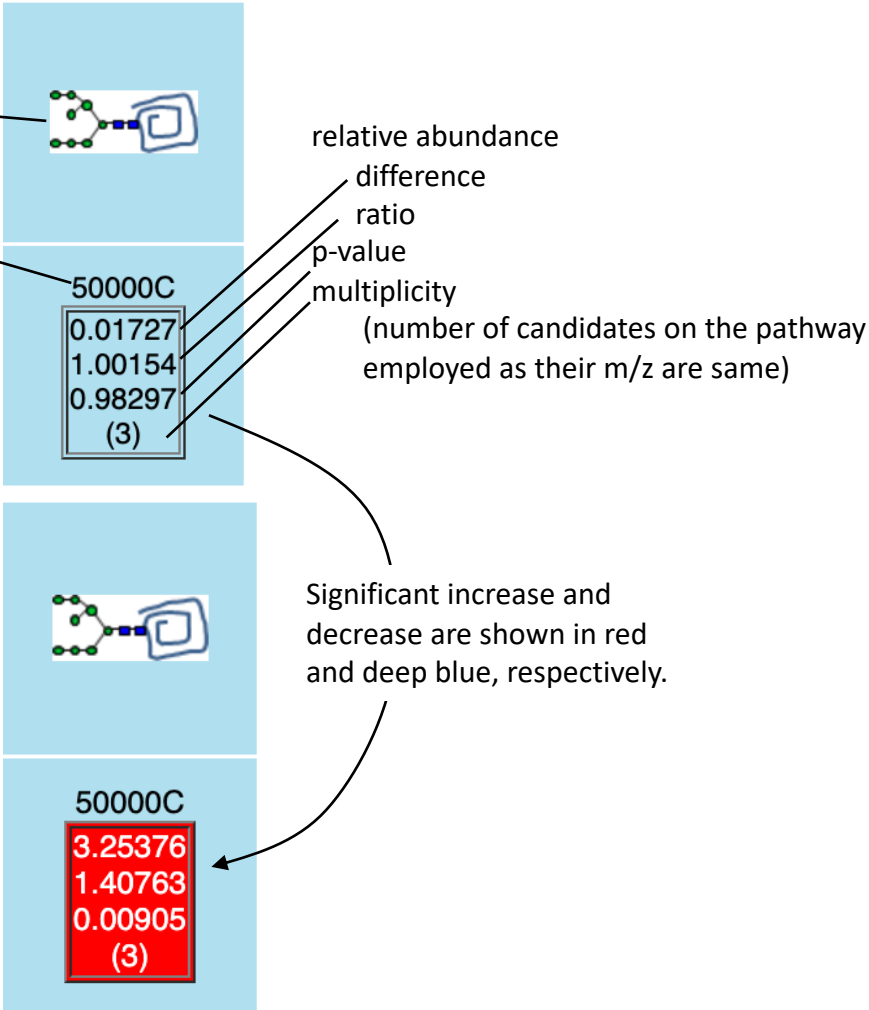 relative abundance
difference
ratio
p-value
multiplicity
(number of candidates on the pathway
employed as their m/z are same)
50000C
0.01727
1.00154
0.98297
(3)
Significant increase and
decrease are shown in red
and deep blue, respectively.
50000C
3.25376
1.40763
0.00905
(3)